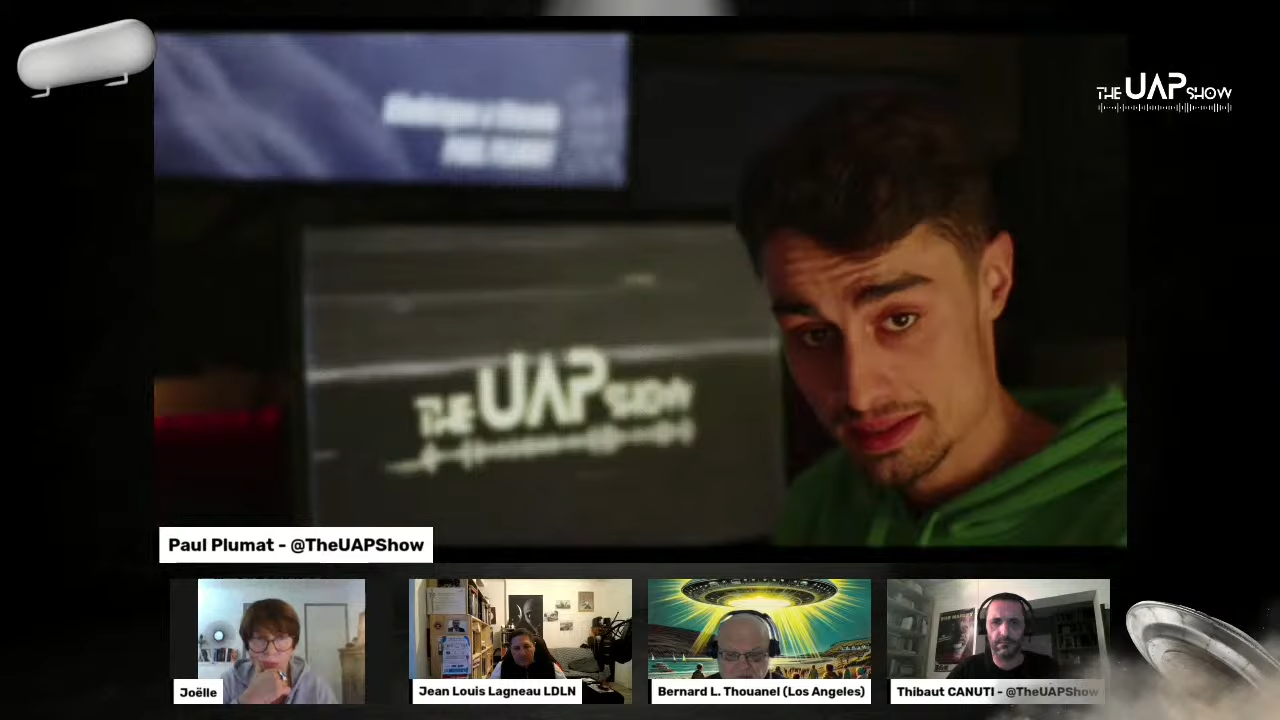 THE UAP SHOW
THE UAP SHOW
Paul Plumat - @TheUAPShow
Joëlle
Jean Louis Lagneau LDLN
Bernard L. Thouanel (Los Angeles)
Thibaut CANUTI - @TheUAPShow